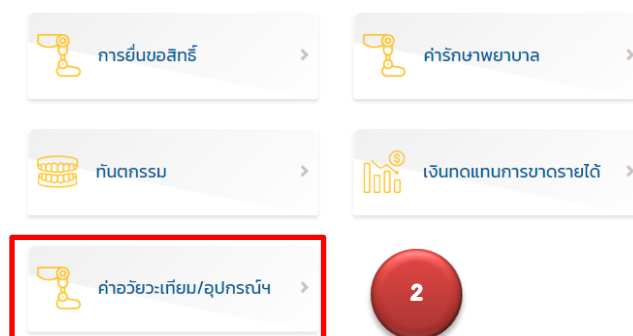 การยื่นขอสิทธิ์
ค่ารักษาพยาบาล
ทันตกรรม
เงินทดแทนการขาดรายได้
ค่าอวัยวะเทียม/อุปกรณ์ฯ
2